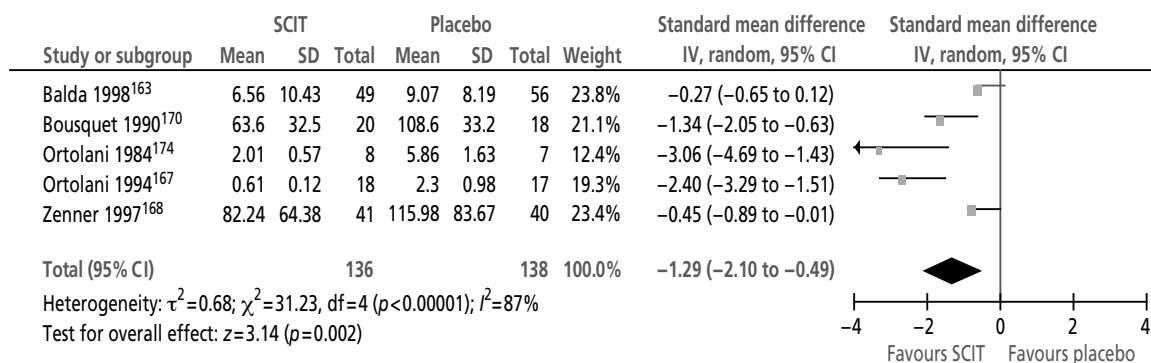 SCIT Placebo Standard mean difference Standard mean difference
Study or subgroup Mean SD Total Mean SD Total Weight IV, random, 95% CI IV, random, 95% CI
Balda 1998¹⁶³ 6.56 10.43 49 9.07 8.19 56 23.8% −0.27 (−0.65 to 0.12)
Bousquet 1990¹⁷⁰ 63.6 32.5 20 108.6 33.2 18 21.1% −1.34 (−2.05 to −0.63)
Ortolani 1984¹⁷⁴ 2.01 0.57 8 5.86 1.63 7 12.4% −3.06 (−4.69 to −1.43)
Ortolani 1994¹⁶⁷ 0.61 0.12 18 2.3 0.98 17 19.3% −2.40 (−3.29 to −1.51)
Zenner 1997¹⁶⁸ 82.24 64.38 41 115.98 83.67 40 23.4% −0.45 (−0.89 to −0.01)
Total (95% CI) 136 138 100.0% −1.29 (−2.10 to −0.49)
Heterogeneity: τ²=0.68; χ²=31.23, df=4 (p<0.00001); I²=87%
Test for overall effect: z=3.14 (p=0.002)
−4 −2 0 2 4
Favours SCIT Favours placebo